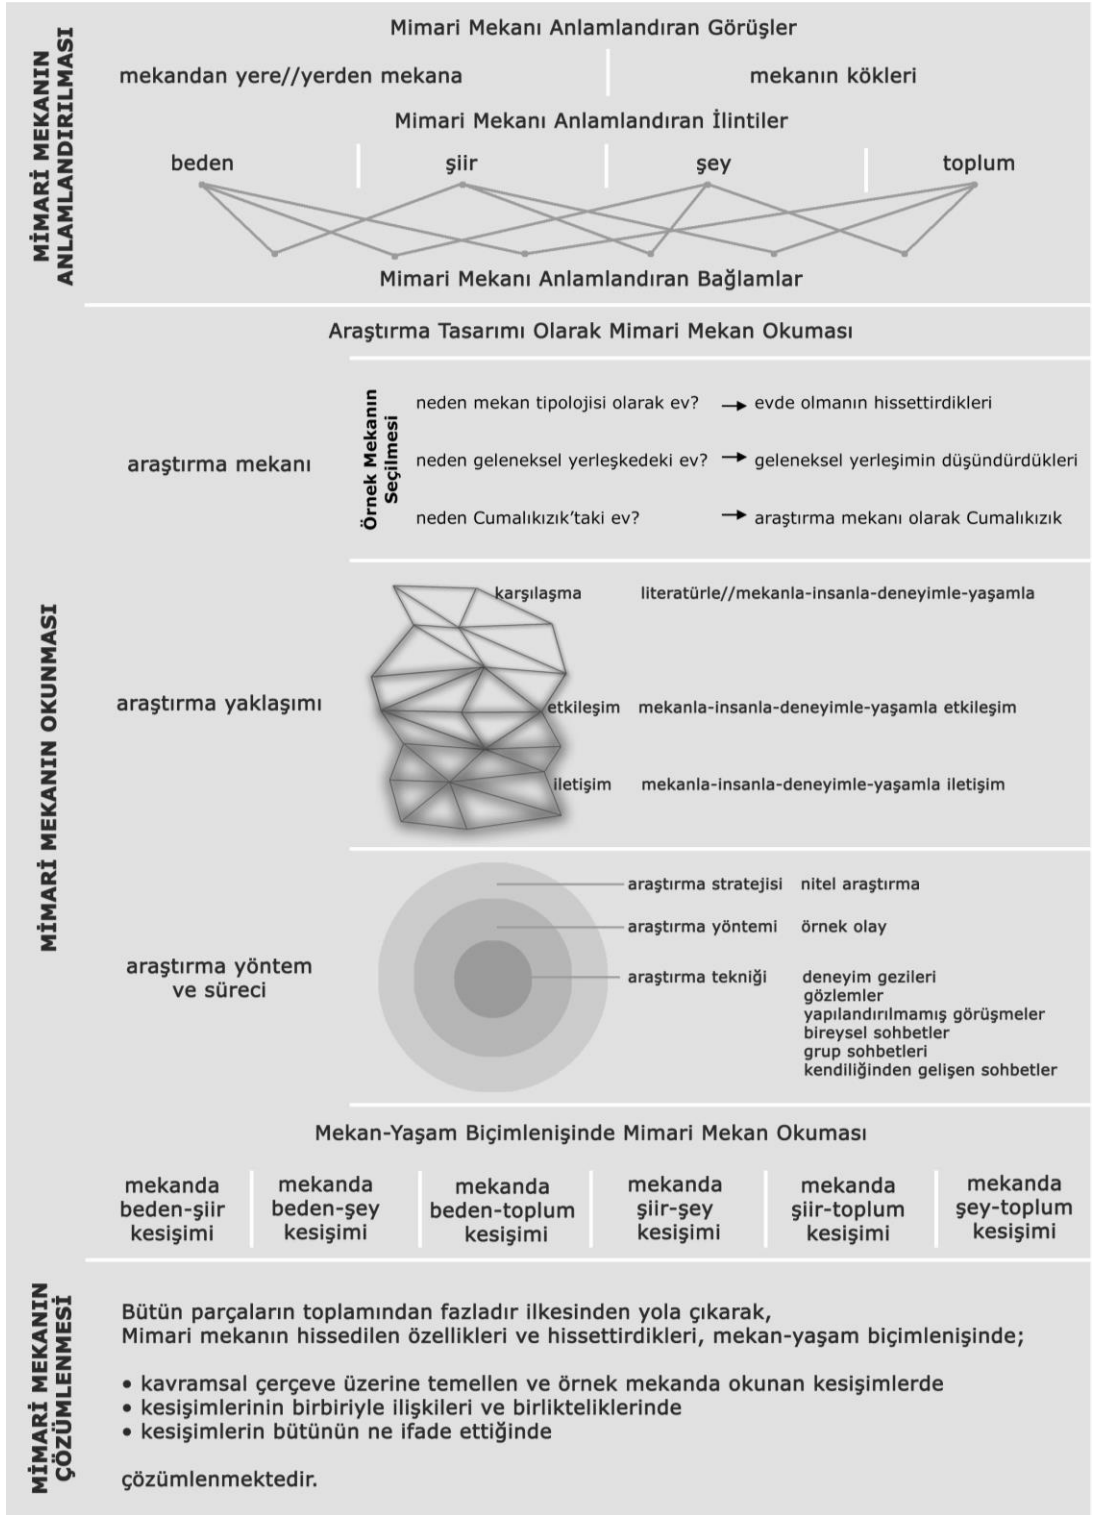 MİMARİ MEKANIN
ANLAMLANDIRILMASI
Mimari Mekanı Anlamlandıran Görüşler
mekandan yere//yerden mekana
mekanın kökleri
Mimari Mekanı Anlamlandıran İlintiler
beden
şiir
şey
toplum
Mimari Mekanı Anlamlandıran Bağlamlar
MİMARİ MEKANIN OKUNMASI
Araştırma Tasarımı Olarak Mimari Mekan Okuması
araştırma mekanı
Örnek Mekanın
Seçilmesi
neden mekan tipolojisi olarak ev?
evde olmanın hissettirdikleri
neden geleneksel yerleşkedeki ev?
geleneksel yerleşimin düşündürdükleri
neden Cumalıkızık'taki ev?
araştırma mekanı olarak Cumalıkızık
araştırma yaklaşımı
karşılaşma
literatürle//mekanla-insanla-deneyimle-yaşamla
etkileşim
mekanla-insanla-deneyimle-yaşamla etkileşim
iletişim
mekanla-insanla-deneyimle-yaşamla iletişim
araştırma yöntem
ve süreci
araştırma stratejisi
nitel araştırma
araştırma yöntemi
örnek olay
araştırma tekniği
deneyim gezileri
gözlemler
yapılandırılmamış görüşmeler
bireysel sohbetler
grup sohbetleri
kendiliğinden gelişen sohbetler
Mekan-Yaşam Biçimlenişinde Mimari Mekan Okuması
mekanda
beden-şiir
kesişimi
mekanda
beden-şey
kesişimi
mekanda
beden-toplum
kesişimi
mekanda
şiir-şey
kesişimi
mekanda
şiir-toplum
kesişimi
mekanda
şey-toplum
kesişimi
MİMARİ MEKANIN
ÇÖZÜMLENMESİ
Bütün parçaların toplamından fazladır ilkesinden yola çıkarak,
Mimari mekanın hissedilen özellikleri ve hissettirdikleri, mekan-yaşam biçimlenişinde;
• kavramsal çerçeve üzerine temellen ve örnek mekanda okunan kesişimlerde
• kesişimlerinin birbiriyle ilişkileri ve birlikteliklerinde
• kesişimlerin bütünün ne ifade ettiğinde
çözümlenmektedir.